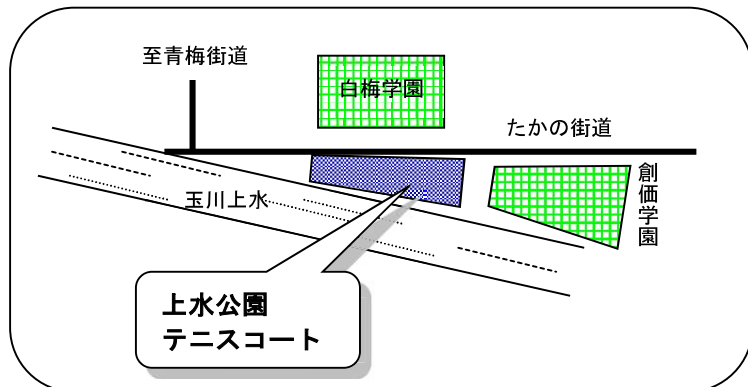 至青梅街道
白梅学園
たかの街道
創価学園
玉川上水
上水公園
テニスコート